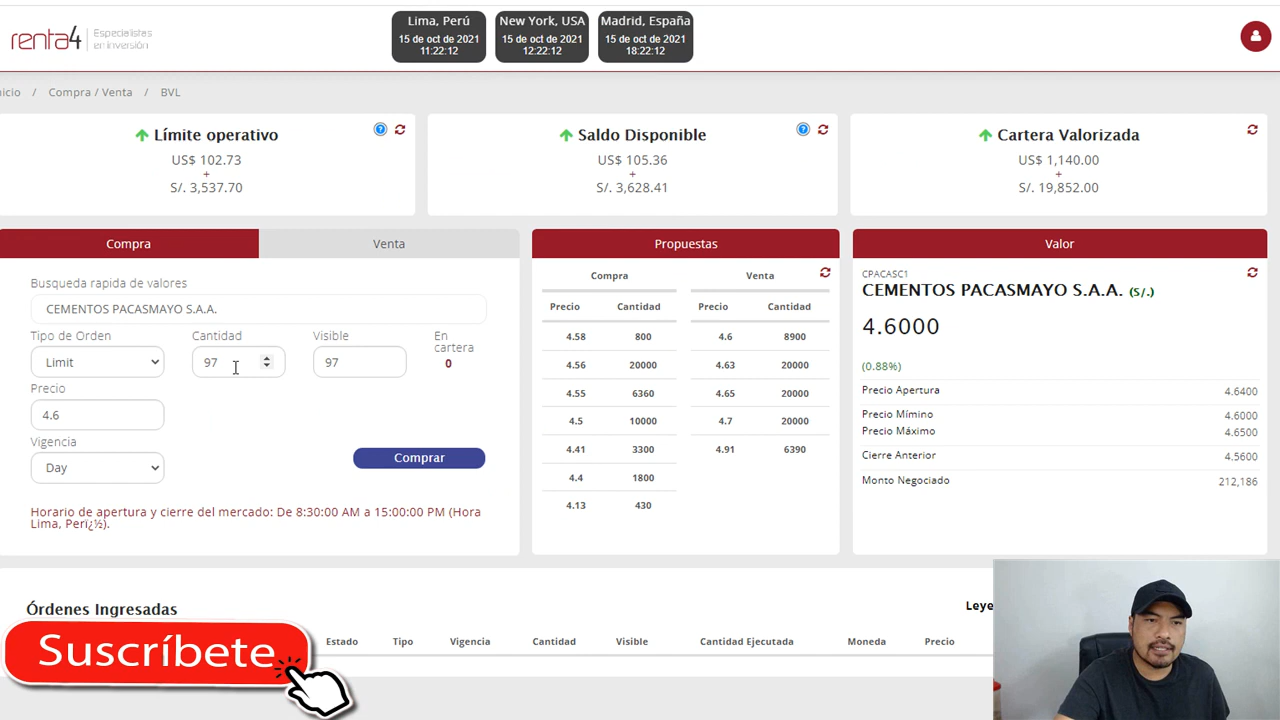 renta4
Especialistas
en inversión
Lima, Perú
15 de oct de 2021
11:22:12
New York, USA
15 de oct de 2021
12:22:12
Madrid, España
15 de oct de 2021
18:22:12
nicio / Compra / Venta / BVL
Límite operativo
US$ 102.73
+
S/. 3,537.70
Saldo Disponible
US$ 105.36
+
S/. 3,628.41
Cartera Valorizada
US$ 1,140.00
+
S/. 19,852.00
Compra
Venta
Busqueda rapida de valores
CEMENTOS PACASMAYO S.A.A.
Tipo de Orden
Cantidad
Visible
En
cartera
Limit
97
97
0
Precio
4.6
Vigencia
Day
Comprar
Horario de apertura y cierre del mercado: De 8:30:00 AM a 15:00:00 PM (Hora
Lima, Perï¿½).
Propuestas
Compra
Venta
Precio Cantidad Precio Cantidad
4.58 800 4.6 8900
4.56 20000 4.63 20000
4.55 6360 4.65 20000
4.5 10000 4.7 20000
4.41 3300 4.91 6390
4.4 1800
4.13 430
Valor
CPACASC1
CEMENTOS PACASMAYO S.A.A. (S/.)
4.6000
(0.88%)
Precio Apertura 4.6400
Precio Mímino 4.6000
Precio Máximo 4.6500
Cierre Anterior 4.5600
Monto Negociado 212,186
Órdenes Ingresadas
Leye
Estado Tipo Vigencia Cantidad Visible Cantidad Ejecutada Moneda Precio
Suscríbete